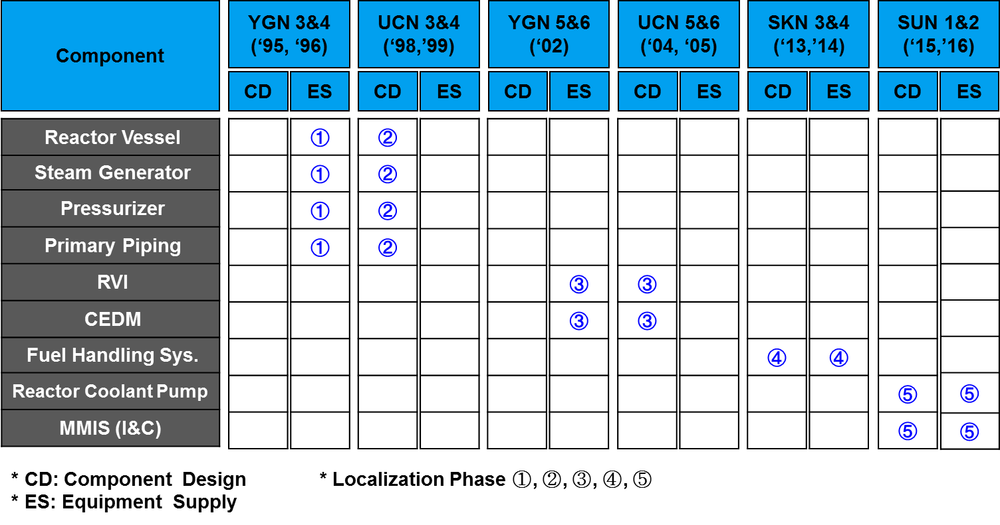 Component
YGN 3&4 UCN 3&4 YGN 5&6 UCN 5&6 SKN 3&4 SUN 1&2
(‘95, ‘96) (‘98,’99) (‘02) (‘04, ‘05) (‘13,’14) (‘15,’16)
CD ES CD ES CD ES CD ES CD ES CD ES
Reactor Vessel ① ②
Steam Generator ① ②
Pressurizer ① ②
Primary Piping ① ②
RVI ③ ③
CEDM ③ ③
Fuel Handling Sys. ④ ④
Reactor Coolant Pump ⑤ ⑤
MMIS (I&C) ⑤ ⑤
* CD: Component Design * Localization Phase ①, ②, ③, ④, ⑤
* ES: Equipment Supply